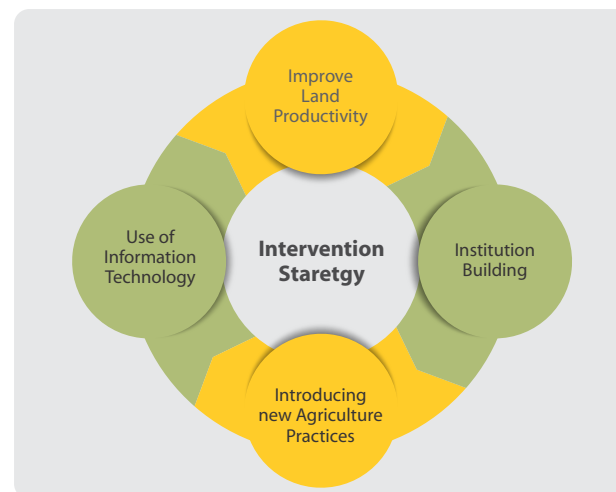 Improve
Land
Productivity
Use of
Information
Technology
Intervention
Staretgy
Institution
Building
Introducing
new Agriculture
Practices